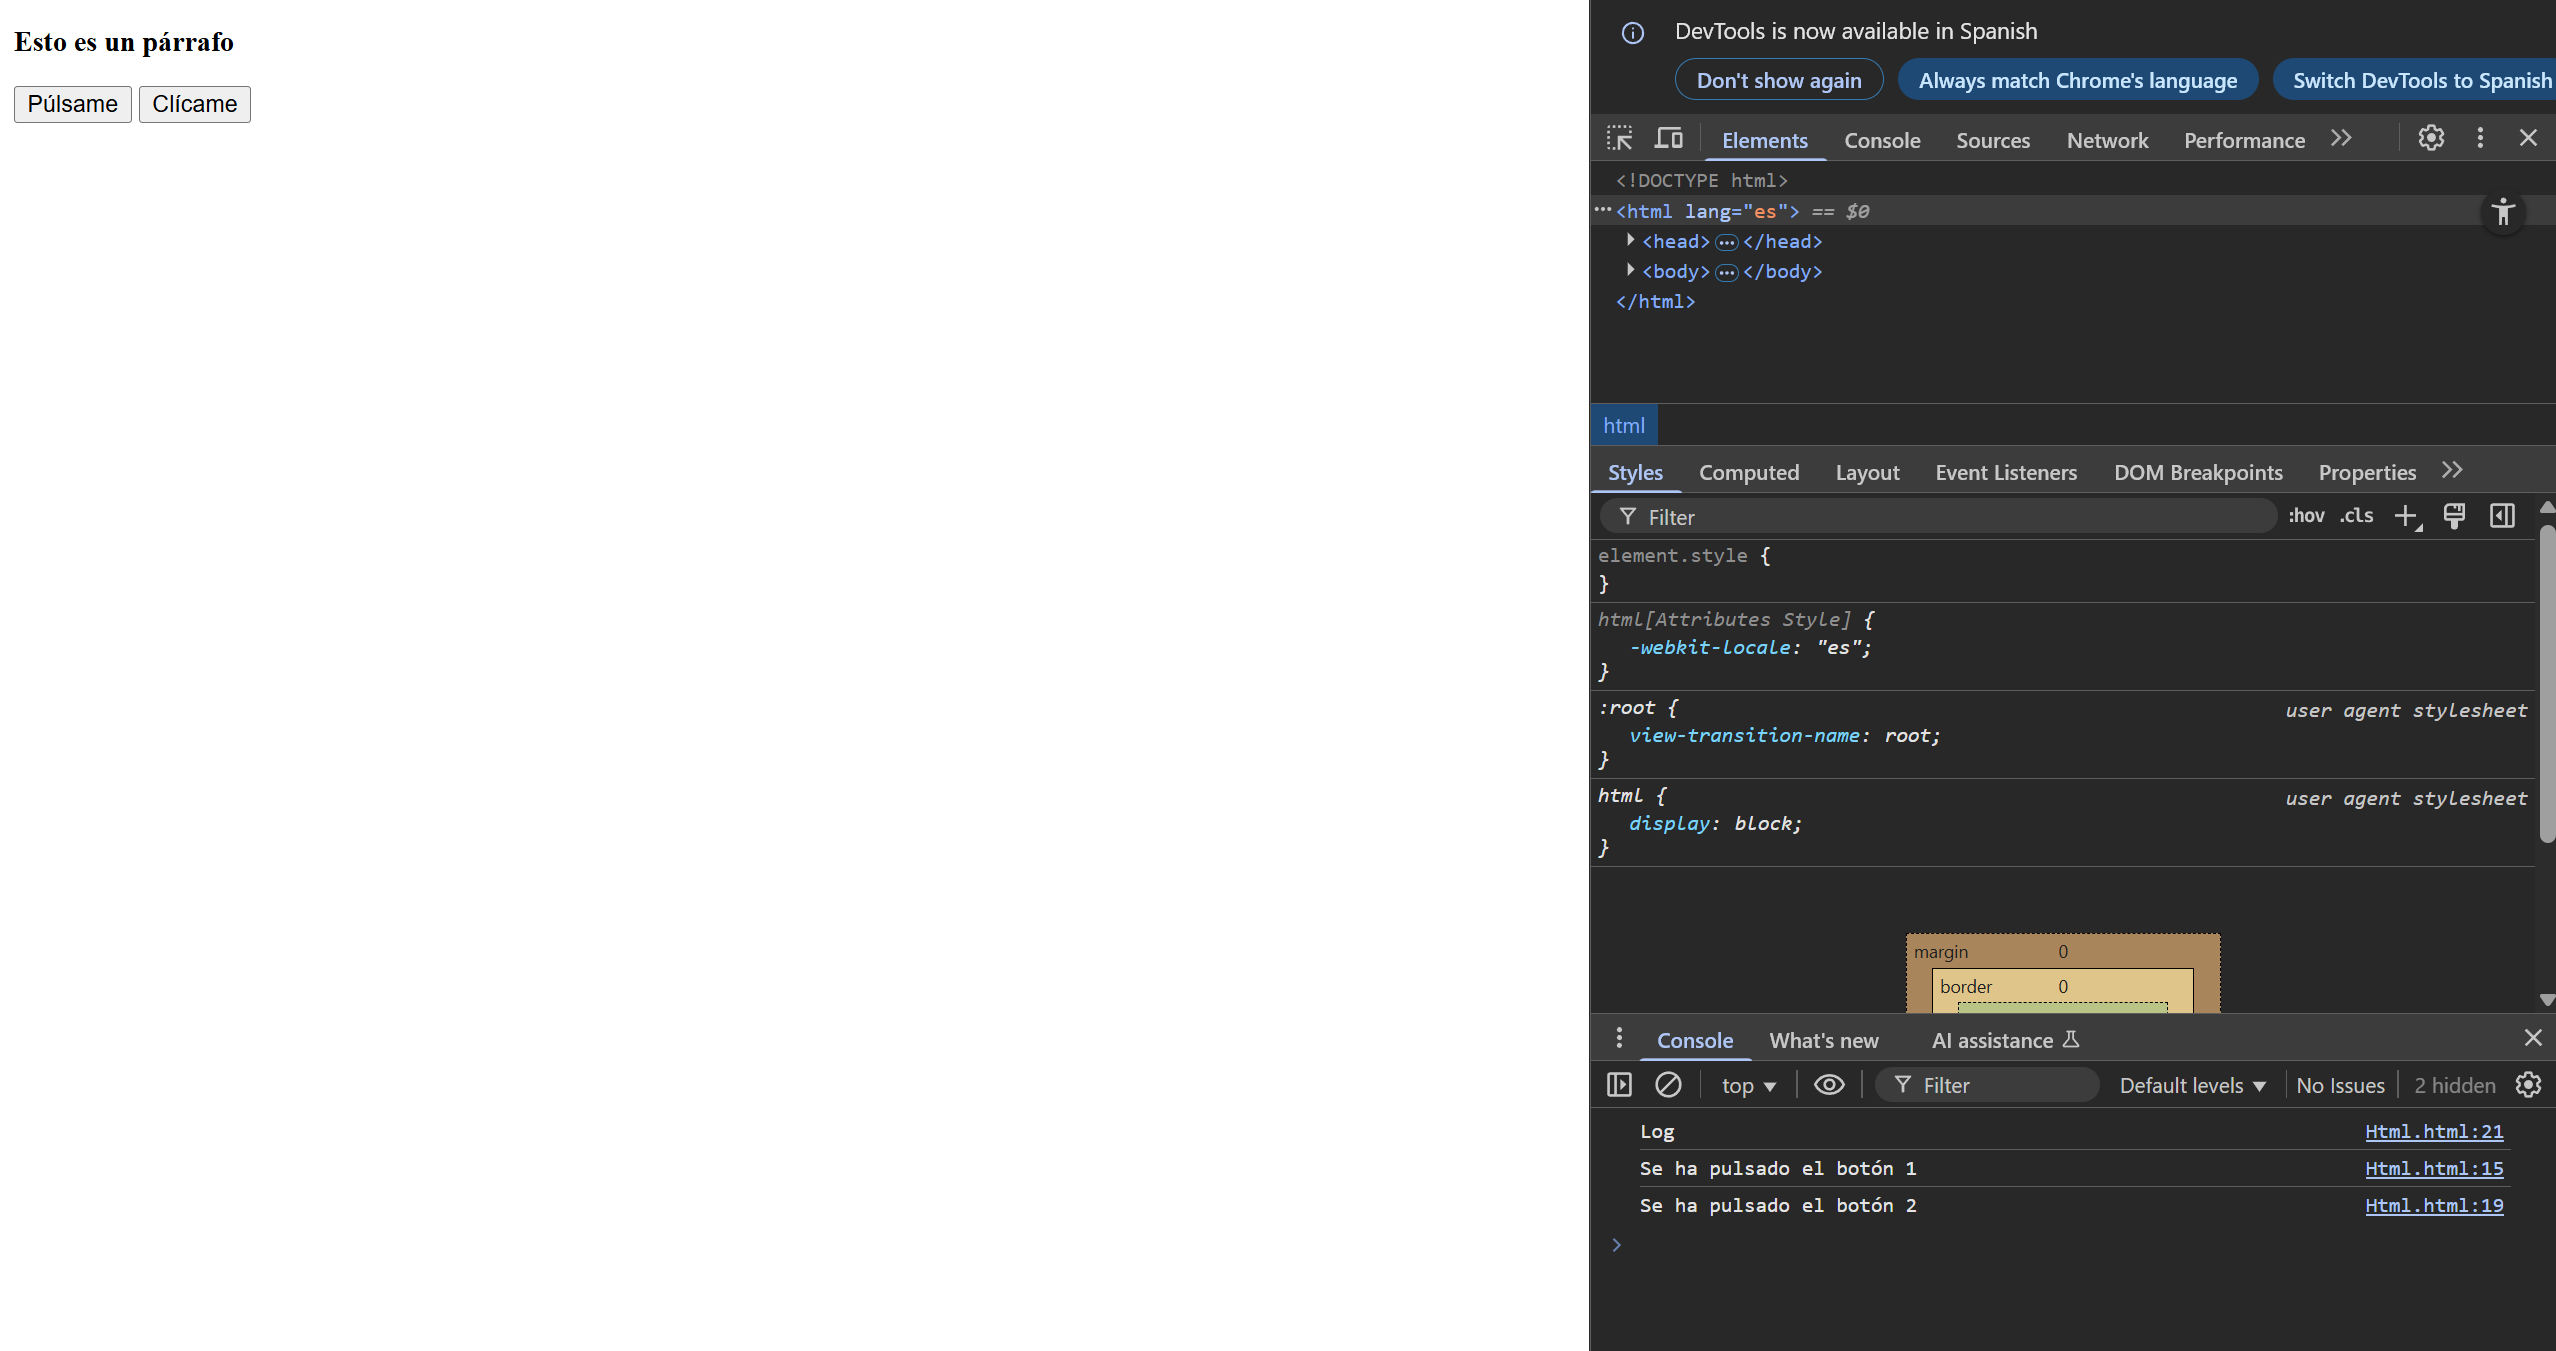 Esto es un párrafo
Púlsame Clícame
DevTools is now available in Spanish
Don't show again Always match Chrome's language Switch DevTools to Spanish
Elements Console Sources Network Performance
<!DOCTYPE html>
<html lang="es"> == $0
<head> </head>
<body> </body>
</html>
html
Styles Computed Layout Event Listeners DOM Breakpoints Properties
Filter :hov .cls
element.style {
}
html[Attributes Style] {
-webkit-locale: "es";
}
:root { user agent stylesheet
view-transition-name: root;
}
html { user agent stylesheet
display: block;
}
margin 0
border 0
Console What's new AI assistance
top Filter Default levels No Issues 2 hidden
Log Html.html:21
Se ha pulsado el botón 1 Html.html:15
Se ha pulsado el botón 2 Html.html:19